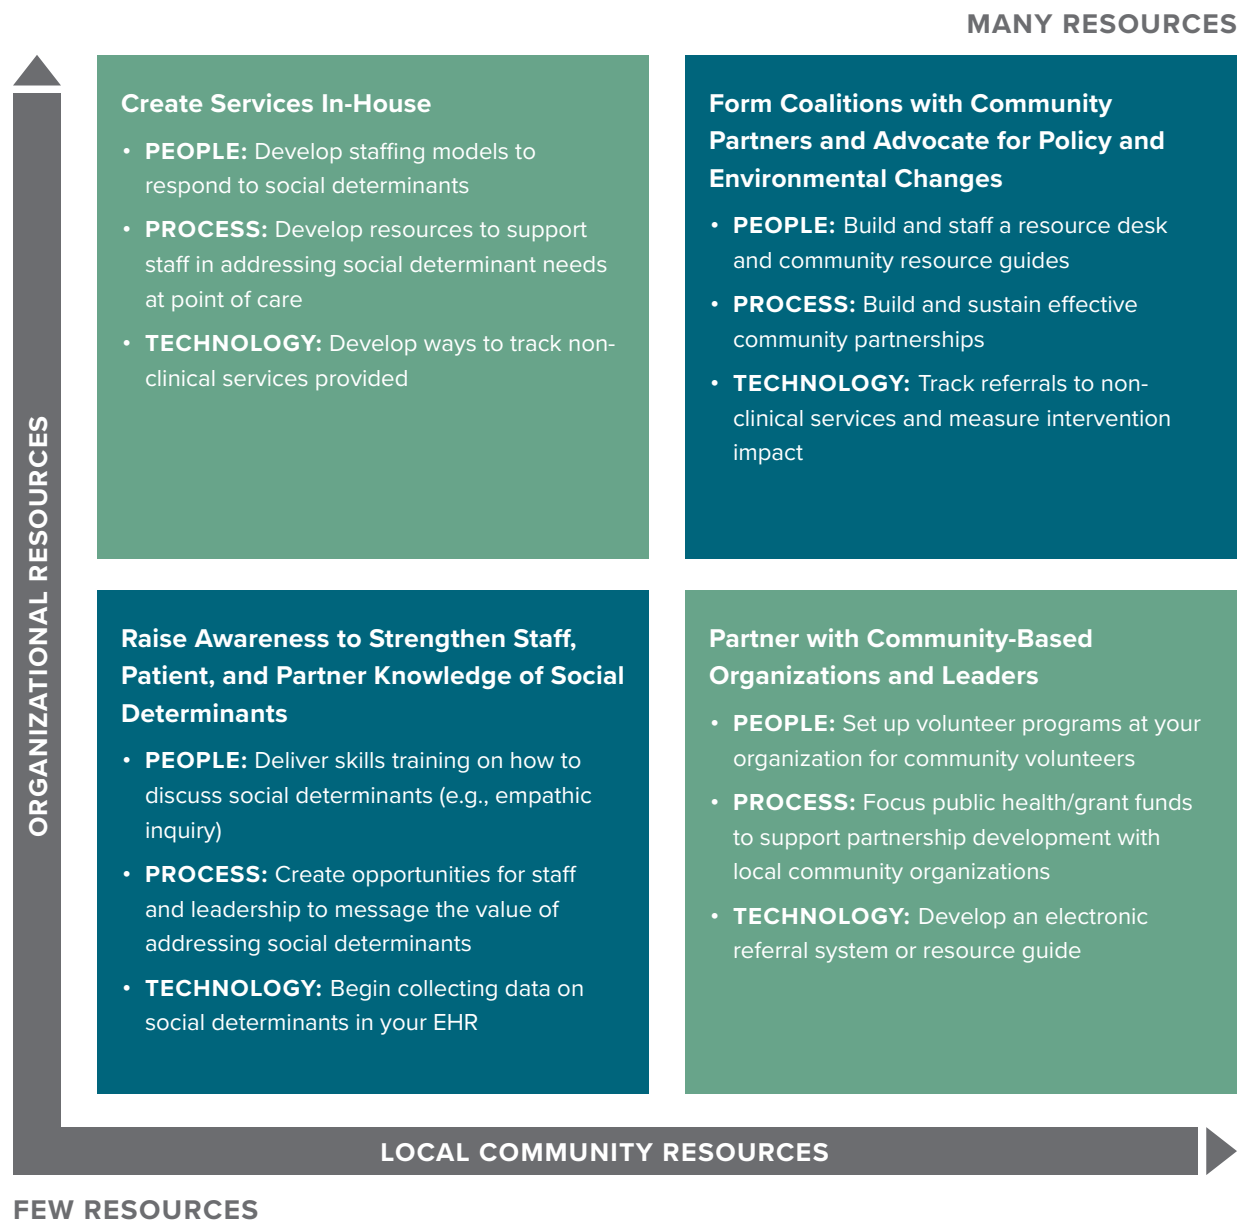 MANY RESOURCES
Create Services In-House
• PEOPLE: Develop staffing models to
respond to social determinants
• PROCESS: Develop resources to support
staff in addressing social determinant needs
at point of care
• TECHNOLOGY: Develop ways to track non-
clinical services provided
Form Coalitions with Community
Partners and Advocate for Policy and
Environmental Changes
• PEOPLE: Build and staff a resource desk
and community resource guides
• PROCESS: Build and sustain effective
community partnerships
• TECHNOLOGY: Track referrals to non-
clinical services and measure intervention
impact
ORGANIZATIONAL RESOURCES
Raise Awareness to Strengthen Staff,
Patient, and Partner Knowledge of Social
Determinants
• PEOPLE: Deliver skills training on how to
discuss social determinants (e.g., empathic
inquiry)
• PROCESS: Create opportunities for staff
and leadership to message the value of
addressing social determinants
• TECHNOLOGY: Begin collecting data on
social determinants in your EHR
Partner with Community-Based
Organizations and Leaders
• PEOPLE: Set up volunteer programs at your
organization for community volunteers
• PROCESS: Focus public health/grant funds
to support partnership development with
local community organizations
• TECHNOLOGY: Develop an electronic
referral system or resource guide
LOCAL COMMUNITY RESOURCES
FEW RESOURCES